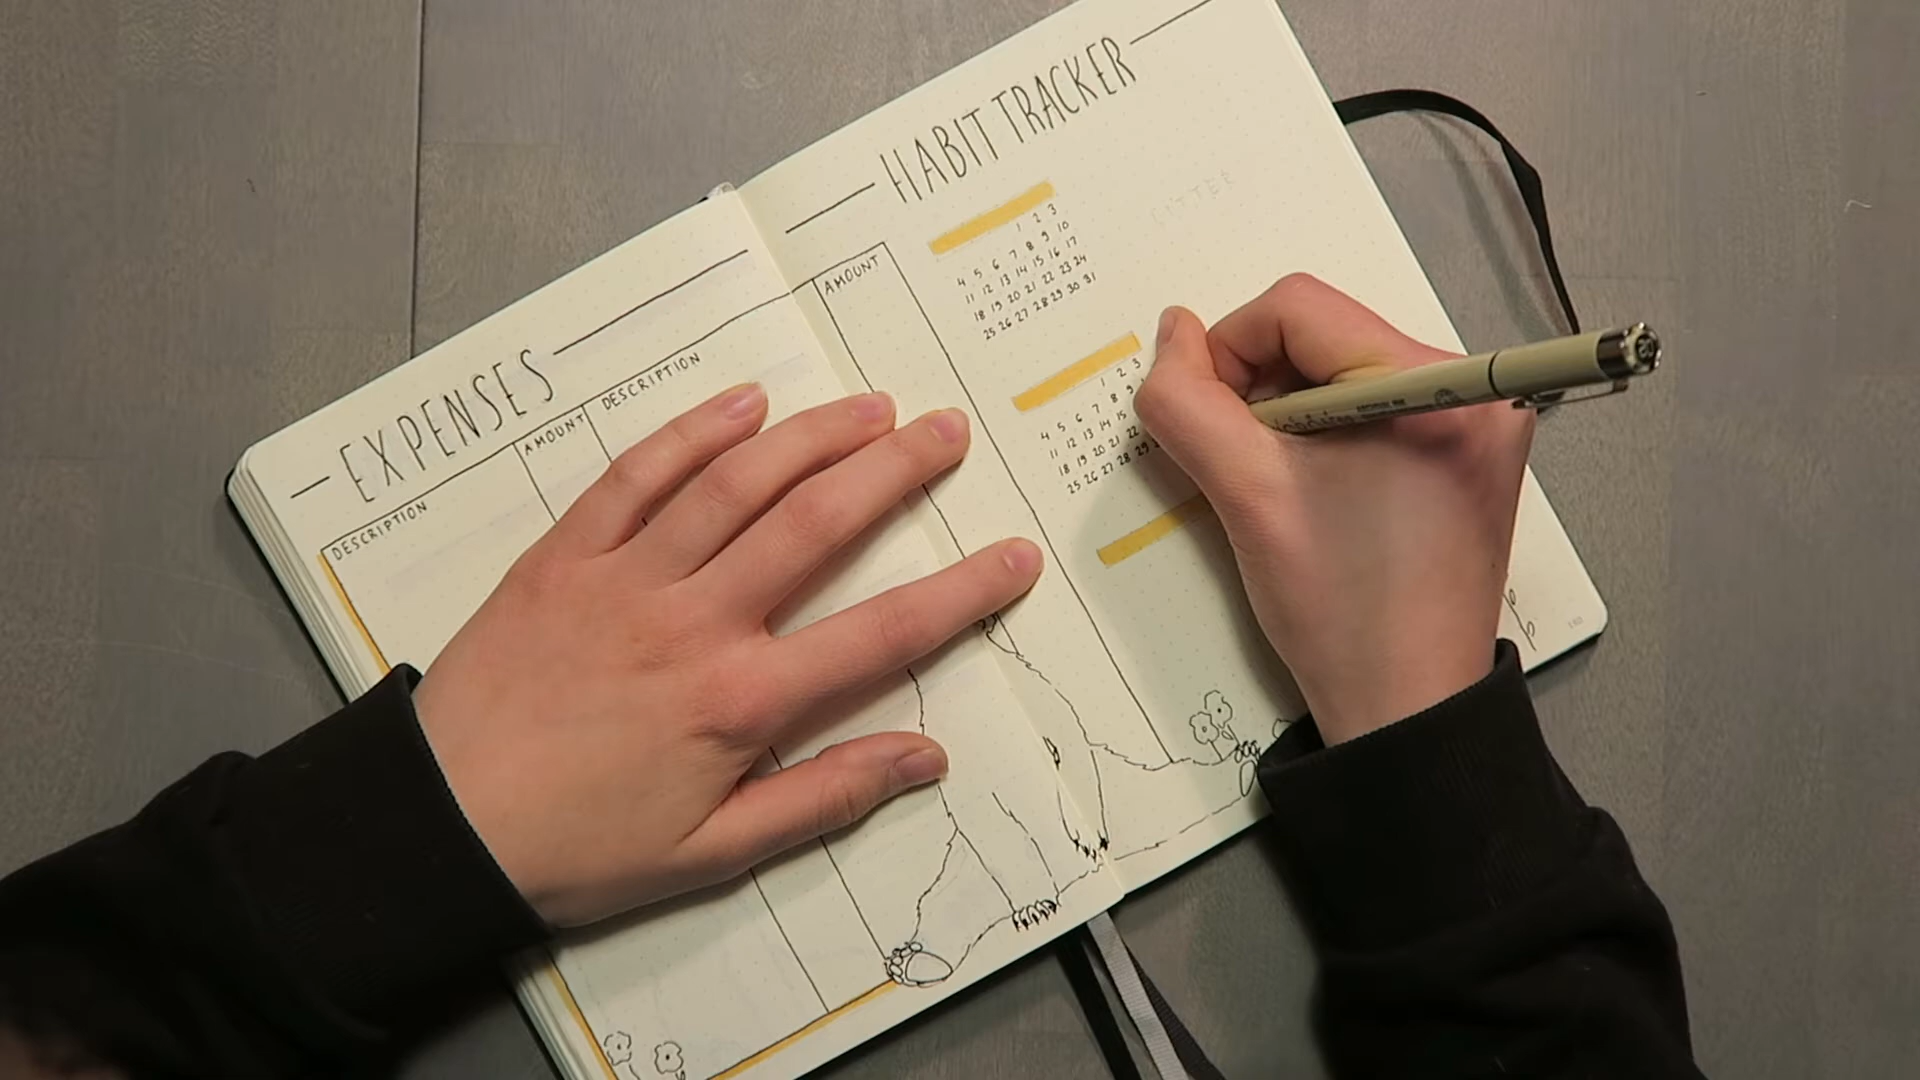 EXPENSES
DESCRIPTION
AMOUNT
DESCRIPTION
AMOUNT
HABIT TRACKER
1 2 3
4 5 6 7 8 9 10
11 12 13 14 15 16 17
18 19 20 21 22 23 24
25 26 27 28 29 30 31
1 2 3
4 5 6 7 8 9
11 12 13 14 15
18 19 20 21 22
25 26 27 28 29
05